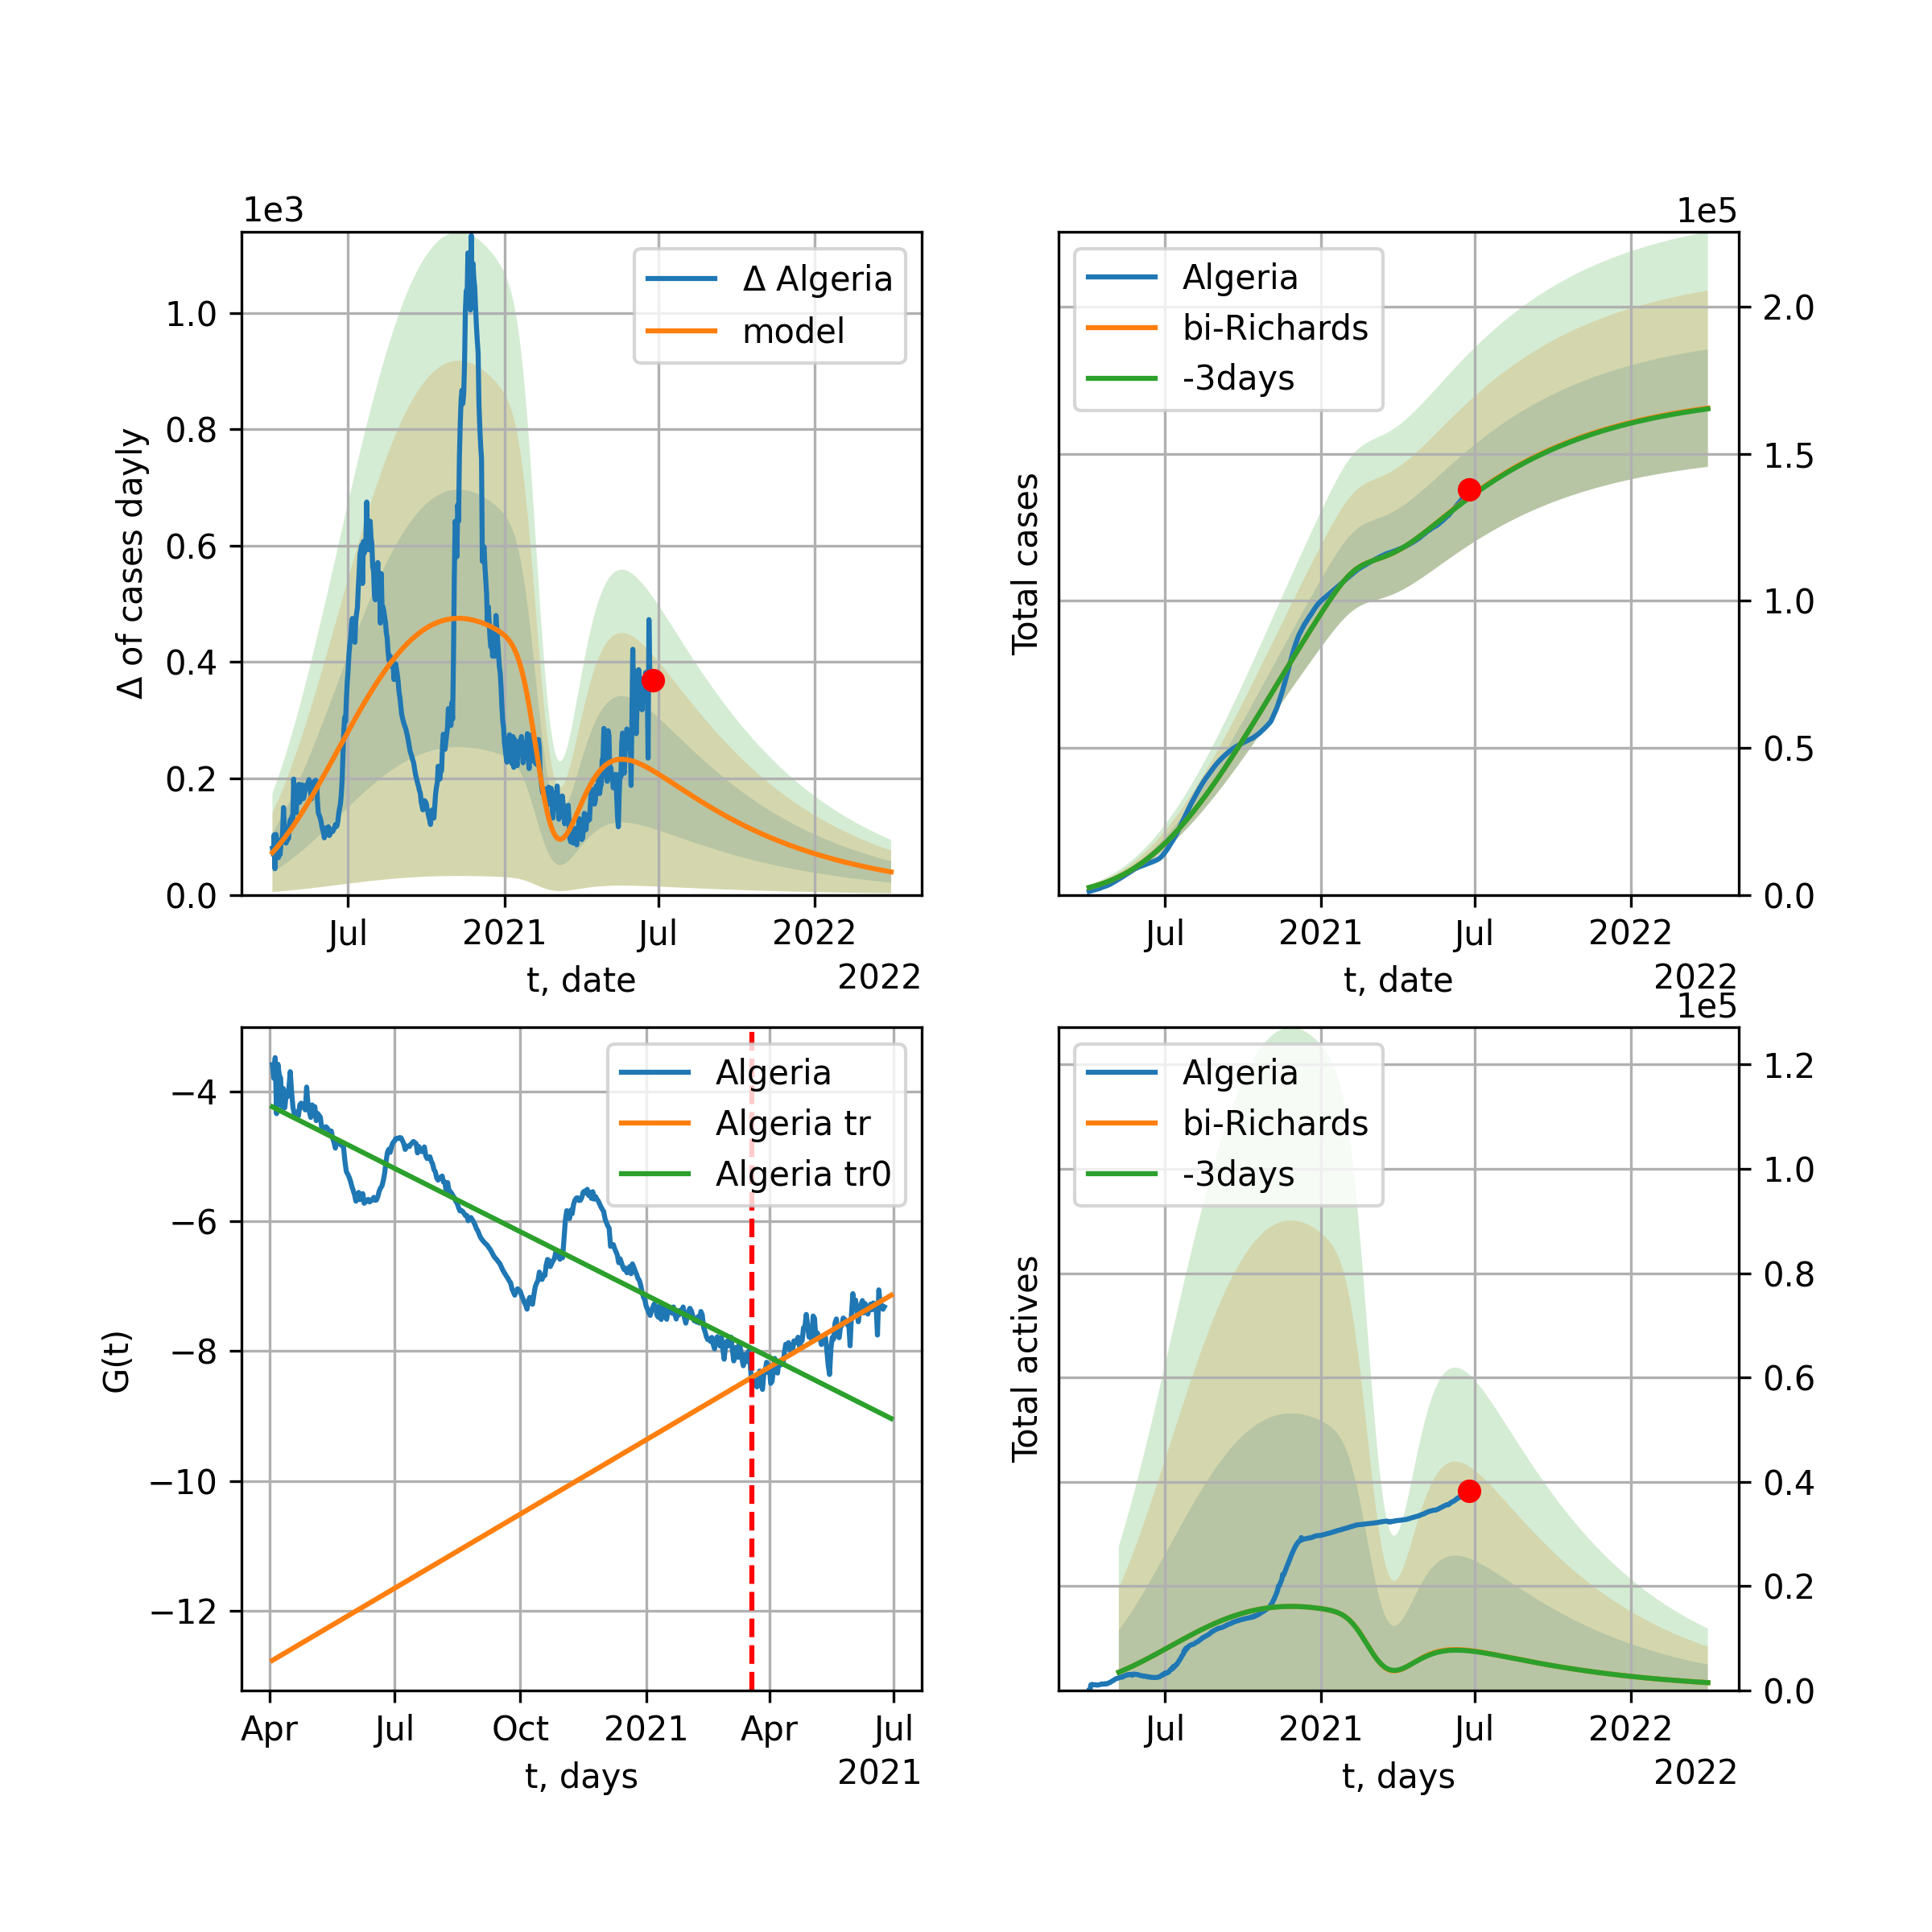 1e3
Δ of cases dayly
1.0
0.8
0.6
0.4
0.2
0.0
Δ Algeria
model
Jul
2021
Jul
2022
t, date
2022
1e5
Total cases
Algeria
bi-Richards
-3days
2.0
1.5
1.0
0.5
0.0
Jul
2021
Jul
2022
t, date
2022
G(t)
−4
−6
−8
−10
−12
Algeria
Algeria tr
Algeria tr0
Apr
Jul
Oct
2021
Apr
Jul
t, days
2021
1e5
Total actives
Algeria
bi-Richards
-3days
1.2
1.0
0.8
0.6
0.4
0.2
0.0
Jul
2021
Jul
2022
t, days
2022